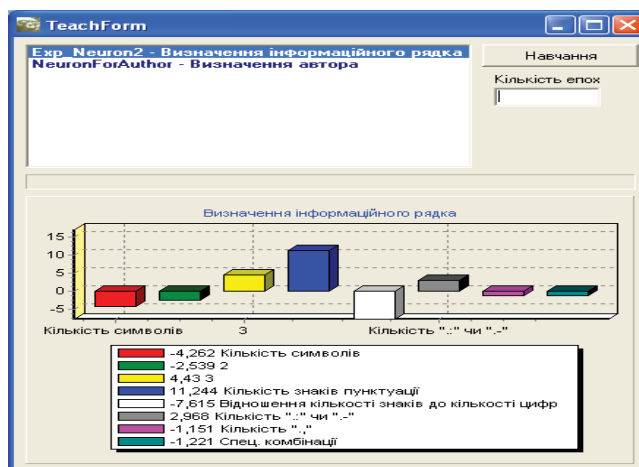 TeachForm
Exp_Neuron2 - Визначення інформаційного рядка
NeuronForAuthor - Визначення автора
Навчання
Кількість епох
Визначення інформаційного рядка
15
10
5
0
-5
Кількість символів 3 Кількість ".:" чи ".-"
-4,262 Кількість символів
-2,539 2
4,43 3
11,244 Кількість знаків пунктуації
-7,615 Відношення кількості знаків до кількості цифр
2,968 Кількість ".:" чи ".-"
-1,151 Кількість ".,"
-1,221 Спец. комбінації